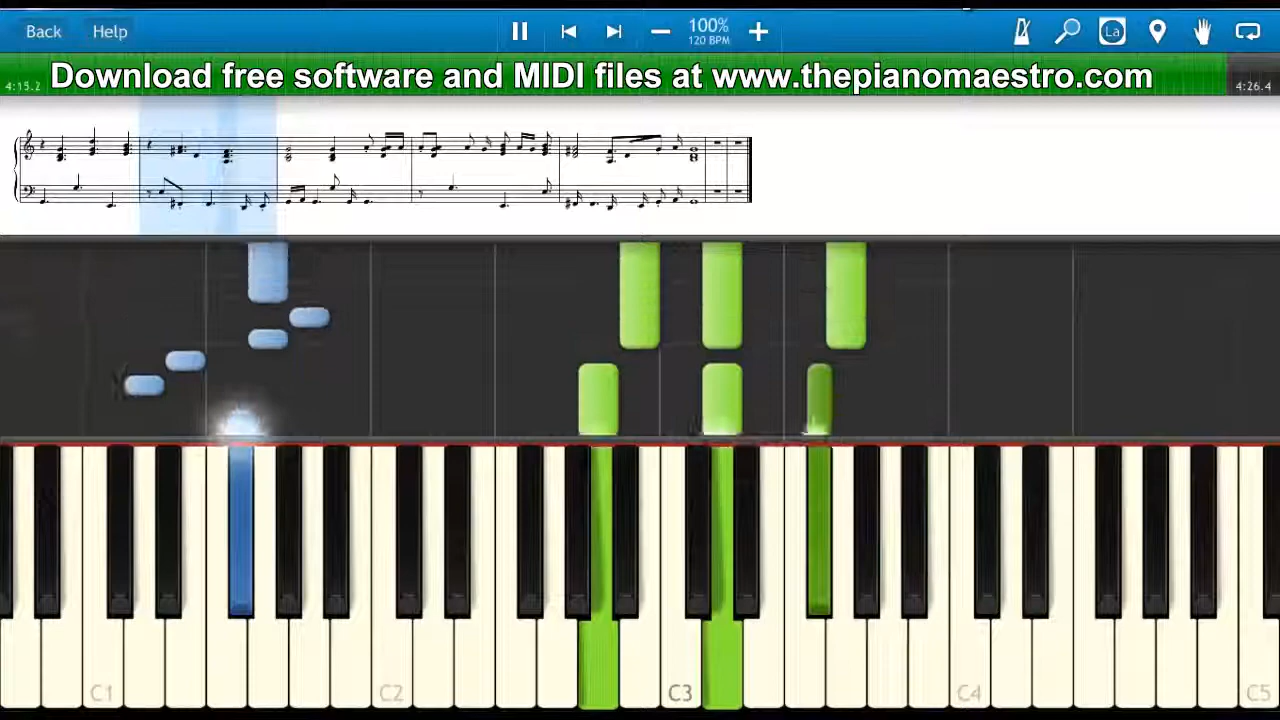 Back Help 100% La
120 BPM
Download free software and MIDI files at www.thepianomaestro.com
4:15.2 4:26.4
C1 C2 C3 C4 C5